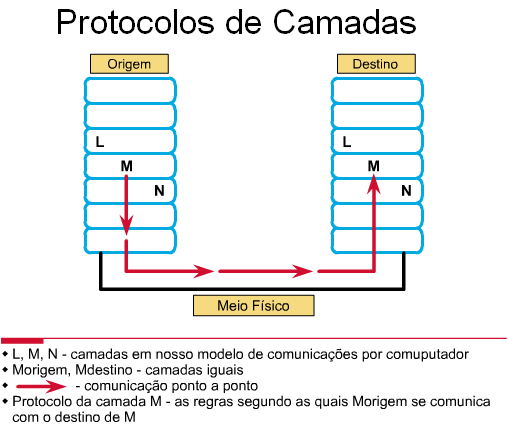 Protocolos de Camadas
Origem
Destino
L
M
N
L
M
N
Meio Físico
L, M, N - camadas em nosso modelo de comunicações por comuputador
Morigem, Mdestino - camadas iguais
- comunicação ponto a ponto
Protocolo da camada M - as regras segundo as quais Morigem se comunica
com o destino de M